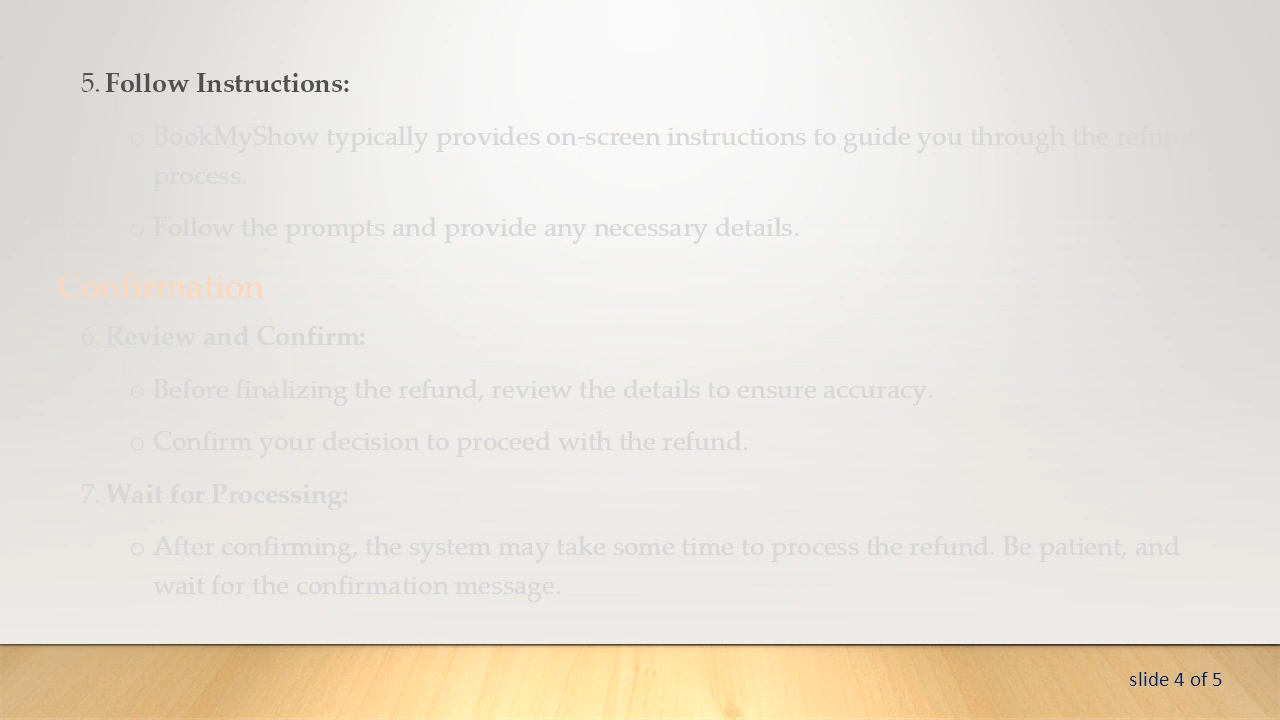 5. Follow Instructions:
o BookMyShow typically provides on-screen instructions to guide you through the refund
process.
o Follow the prompts and provide any necessary details.
Confirmation
6. Review and Confirm:
o Before finalizing the refund, review the details to ensure accuracy.
o Confirm your decision to proceed with the refund.
7. Wait for Processing:
o After confirming, the system may take some time to process the refund. Be patient, and
wait for the confirmation message.
slide 4 of 5